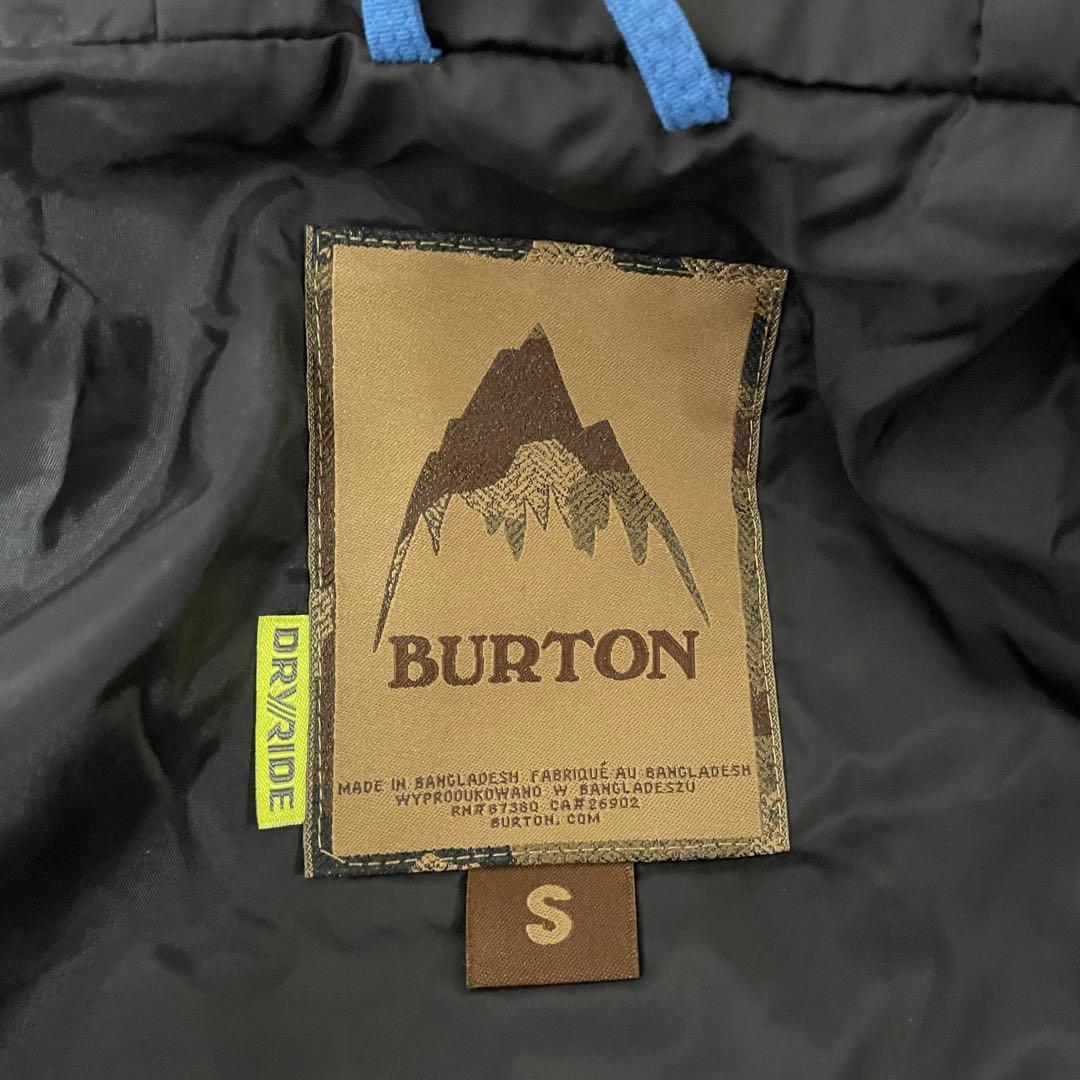 BURTON
DRY//RIDE
MADE IN BANGLADESH FABRIQUÉ AU BANGLADESH
WYPRODUKOWANO W BANGLADESZU
RN#87380 CA#26902
BURTON.COM
S